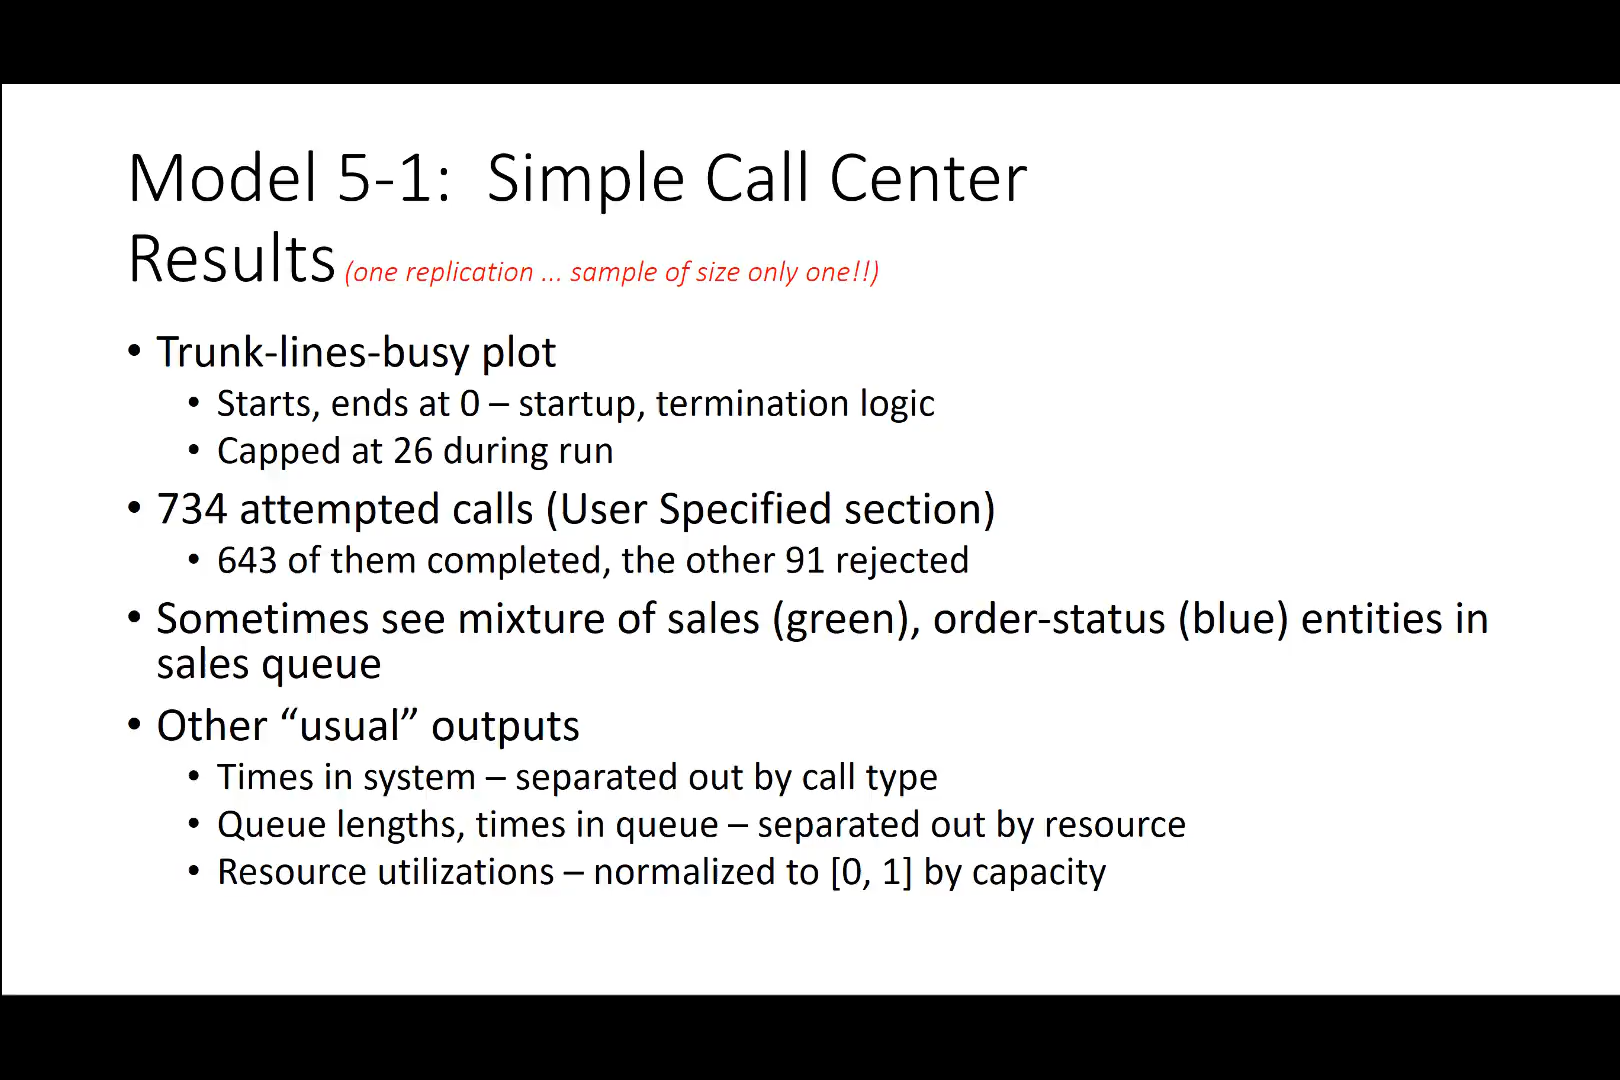 Model 5-1:  Simple Call Center
Results (one replication ... sample of size only one!!)
• Trunk-lines-busy plot
• Starts, ends at 0 – startup, termination logic
• Capped at 26 during run
• 734 attempted calls (User Specified section)
• 643 of them completed, the other 91 rejected
• Sometimes see mixture of sales (green), order-status (blue) entities in
sales queue
• Other “usual” outputs
• Times in system – separated out by call type
• Queue lengths, times in queue – separated out by resource
• Resource utilizations – normalized to [0, 1] by capacity